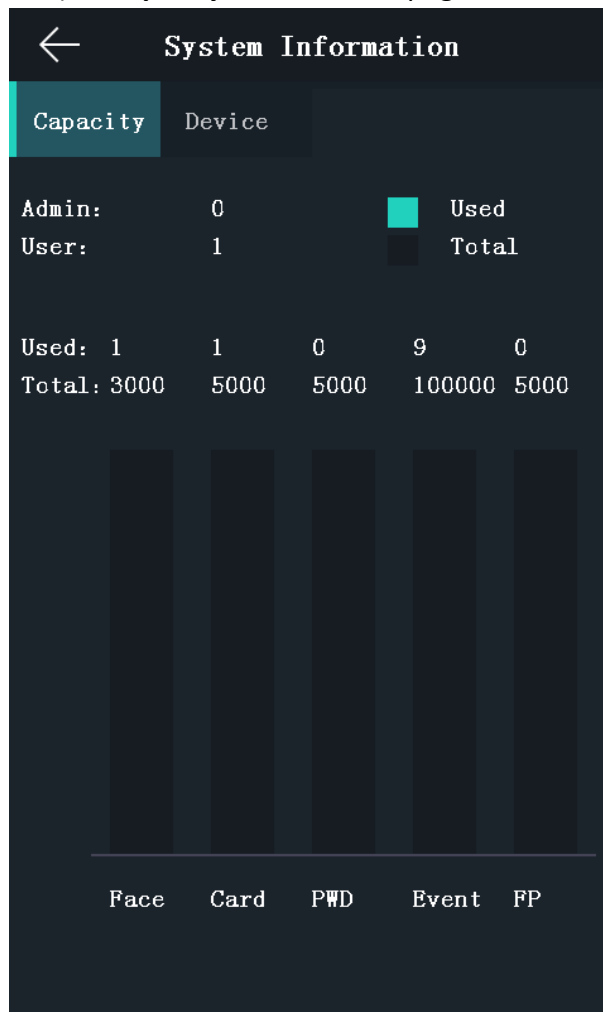 System Information
Capacity Device
Admin: 0 Used
User: 1 Total
Used: 1 1 0 9 0
Total: 3000 5000 5000 100000 5000
Face Card PWD Event FP